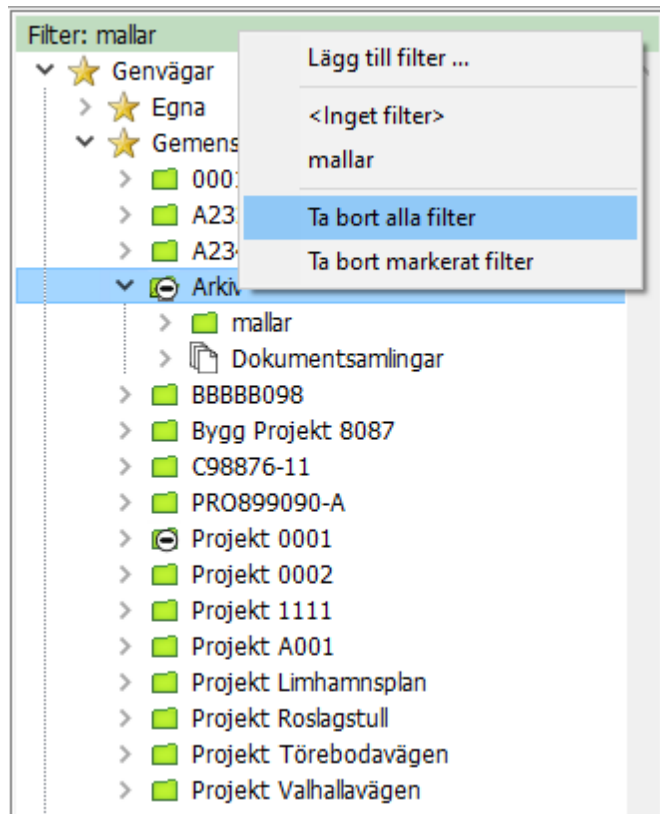 Filter: mallar
Genvägar
Egna
Gemens
Lägg till filter ...
<Inget filter>
mallar
Ta bort alla filter
Ta bort markerat filter
000
A23
A234
Arkiv
mallar
Dokumentsamlingar
BBBBB098
Bygg Projekt 8087
C98876-11
PRO899090-A
Projekt 0001
Projekt 0002
Projekt 1111
Projekt A001
Projekt Limhamnsplan
Projekt Roslagstull
Projekt Törebodavägen
Projekt Valhallavägen